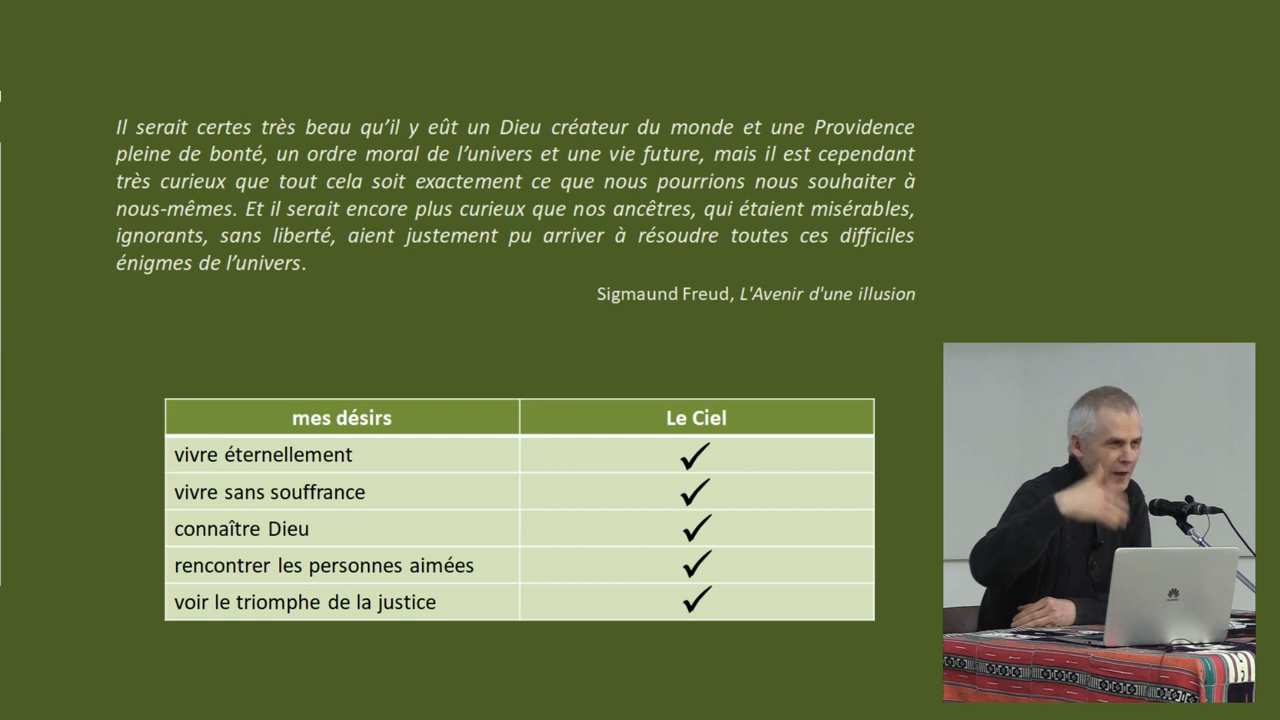 Il serait certes très beau qu’il y eût un Dieu créateur du monde et une Providence
pleine de bonté, un ordre moral de l’univers et une vie future, mais il est cependant
très curieux que tout cela soit exactement ce que nous pourrions nous souhaiter à
nous-mêmes. Et il serait encore plus curieux que nos ancêtres, qui étaient misérables,
ignorants, sans liberté, aient justement pu arriver à résoudre toutes ces difficiles
énigmes de l’univers.
Sigmaund Freud, L'Avenir d'une illusion
mes désirs Le Ciel
vivre éternellement ✓
vivre sans souffrance ✓
connaître Dieu ✓
rencontrer les personnes aimées ✓
voir le triomphe de la justice ✓